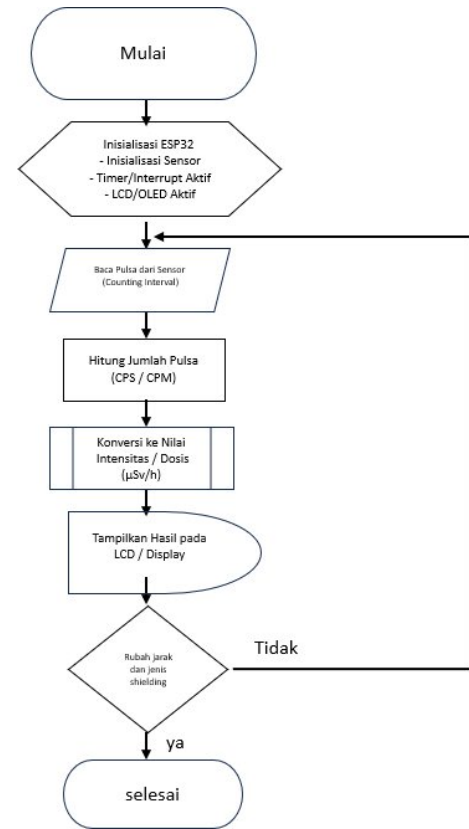 Mulai
Inisialisasi ESP32
- Inisialisasi Sensor
- Timer/Interrupt Aktif
- LCD/OLED Aktif
Baca Pulsa dari Sensor
(Counting Interval)
Hitung Jumlah Pulsa
(CPS / CPM)
Konversi ke Nilai
Intensitas / Dosis
(µSv/h)
Tampilkan Hasil pada
LCD / Display
Rubah jarak
dan jenis
shielding
Tidak
ya
selesai